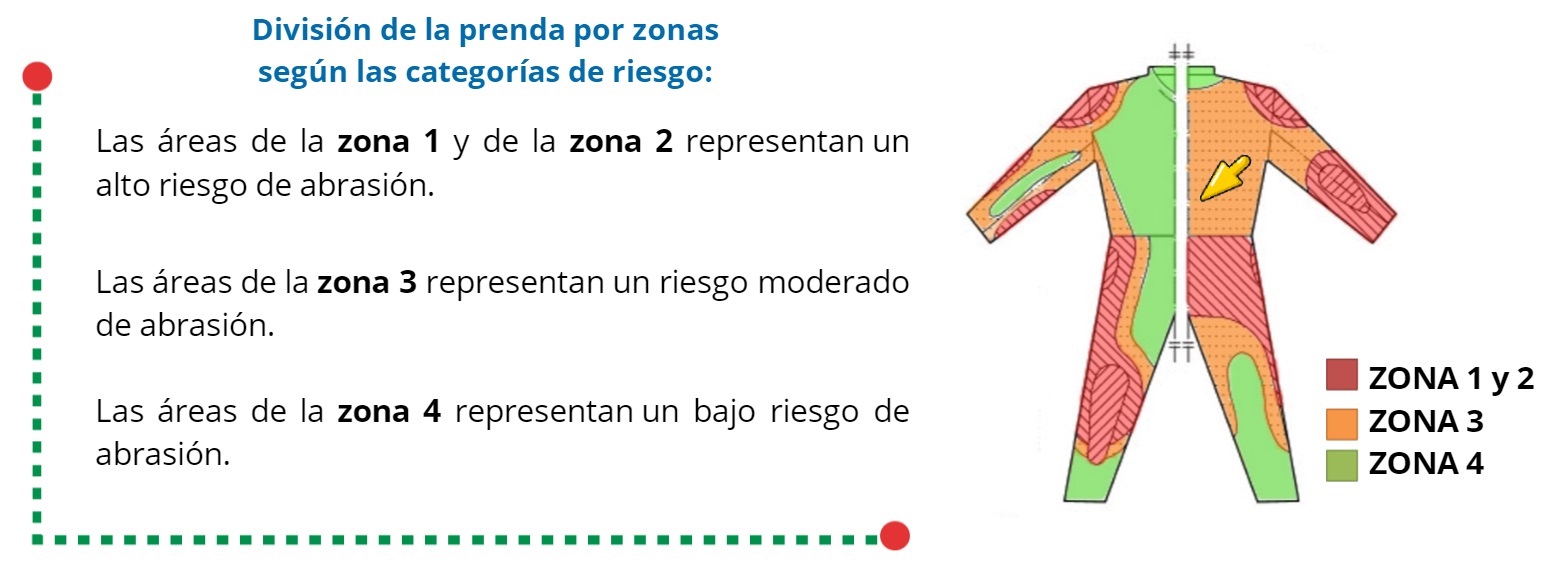 División de la prenda por zonas
según las categorías de riesgo:
Las áreas de la zona 1 y de la zona 2 representan un
alto riesgo de abrasión.
Las áreas de la zona 3 representan un riesgo moderado
de abrasión.
Las áreas de la zona 4 representan un bajo riesgo de
abrasión.
ZONA 1 y 2
ZONA 3
ZONA 4